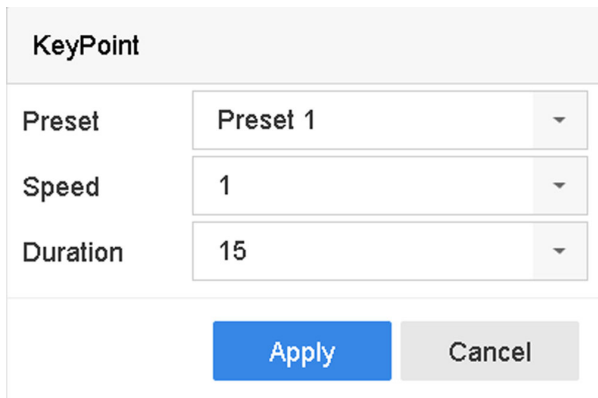 KeyPoint
Preset Preset 1
Speed 1
Duration 15
Apply Cancel